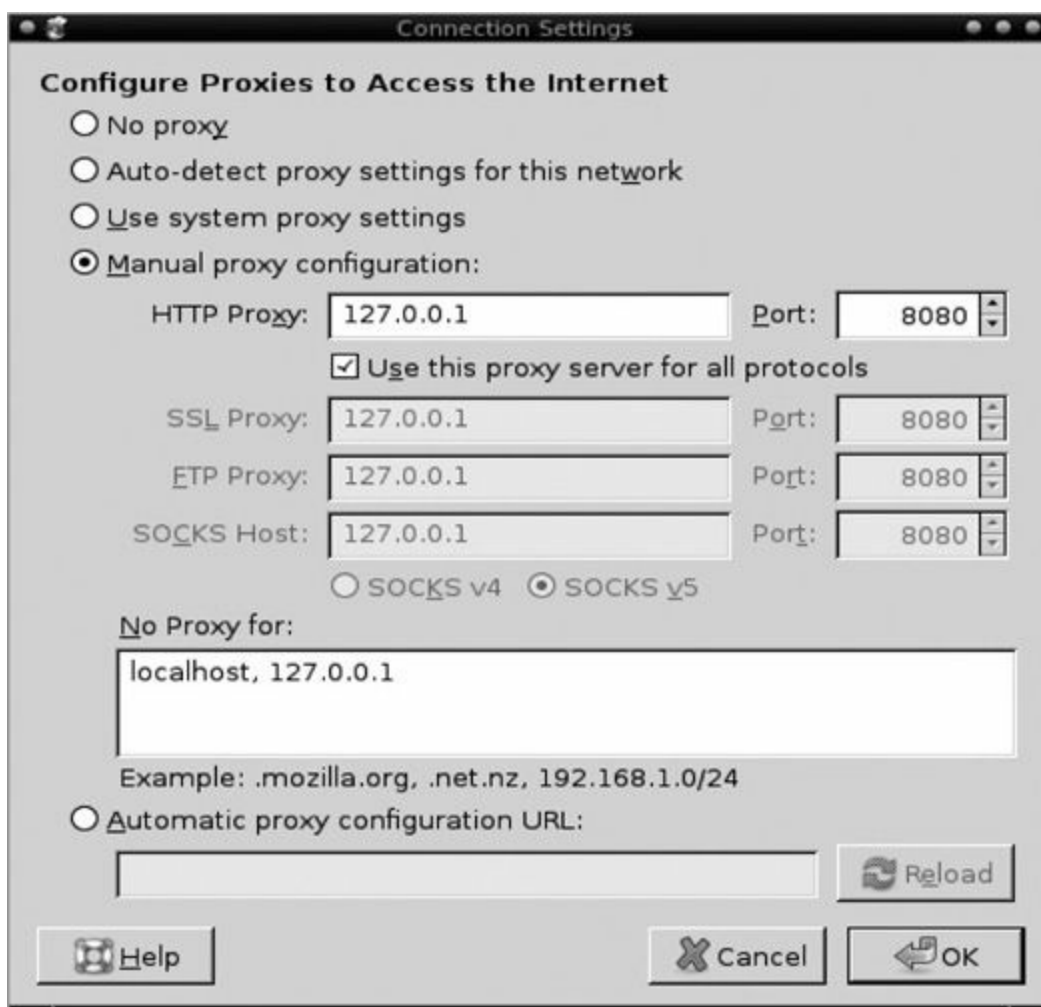 Connection Settings
Configure Proxies to Access the Internet
No proxy
Auto-detect proxy settings for this network
Use system proxy settings
Manual proxy configuration:
HTTP Proxy: 127.0.0.1 Port: 8080
Use this proxy server for all protocols
SSL Proxy: 127.0.0.1 Port: 8080
FTP Proxy: 127.0.0.1 Port: 8080
SOCKS Host: 127.0.0.1 Port: 8080
SOCKS v4 SOCKS v5
No Proxy for:
localhost, 127.0.0.1
Example: .mozilla.org, .net.nz, 192.168.1.0/24
Automatic proxy configuration URL:
Reload
Help Cancel OK